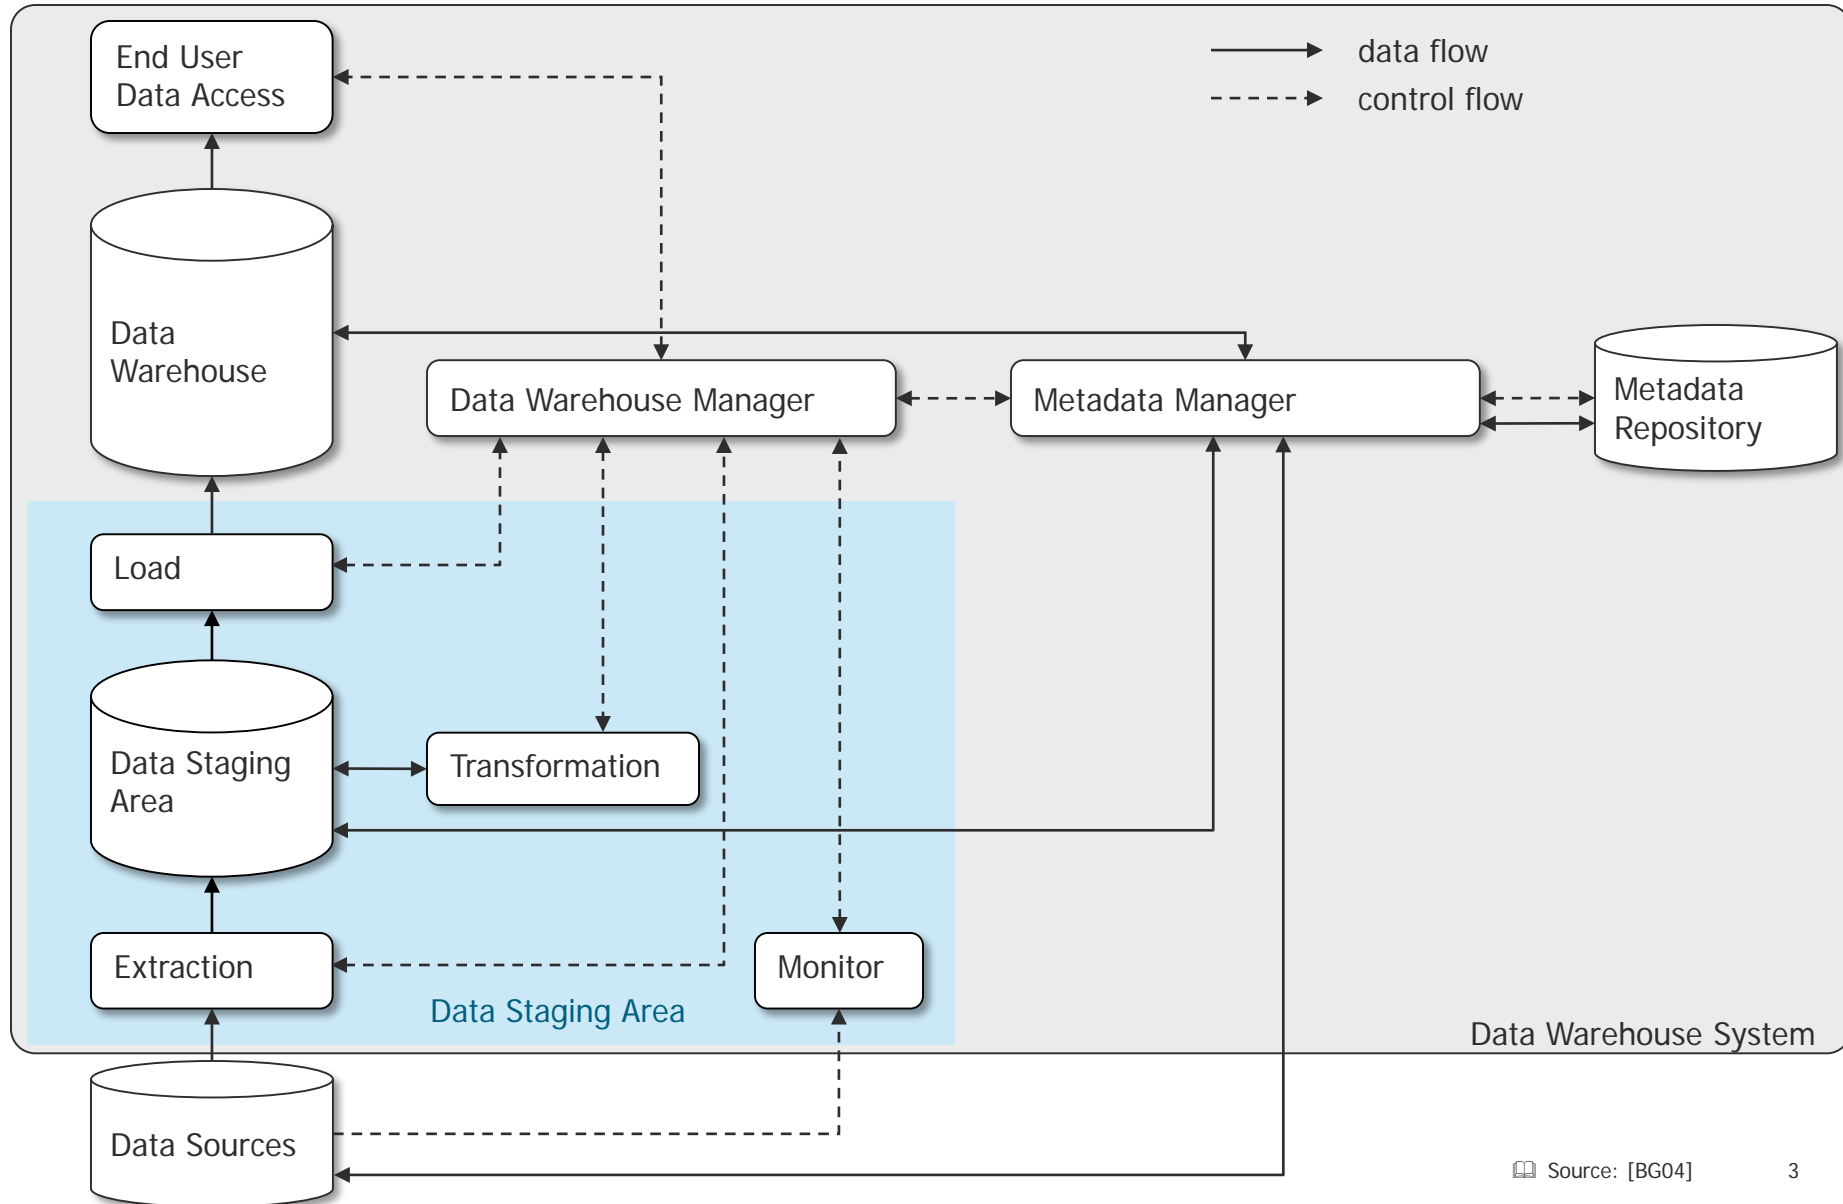 End User
Data Access
data flow
control flow
Data
Warehouse
Data Warehouse Manager
Metadata Manager
Metadata
Repository
Load
Data Staging
Area
Transformation
Extraction
Monitor
Data Staging Area
Data Warehouse System
Data Sources
Source: [BG04]
3